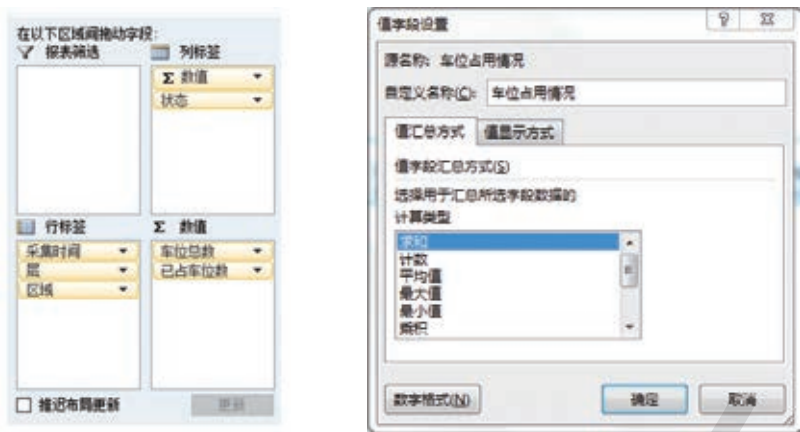 在以下区域间拖动字段:
报表筛选
列标签
Σ 数值
状态
行标签
Σ 数值
采集时间
层
区域
车位总数
已占车位数
推迟布局更新
更新
值字段设置
源名称: 车位占用情况
自定义名称(C): 车位占用情况
值汇总方式 值显示方式
值字段汇总方式(S)
选择用于汇总所选字段数据的
计算类型
求和
计数
平均值
最大值
最小值
乘积
数字格式(N)
确定
取消